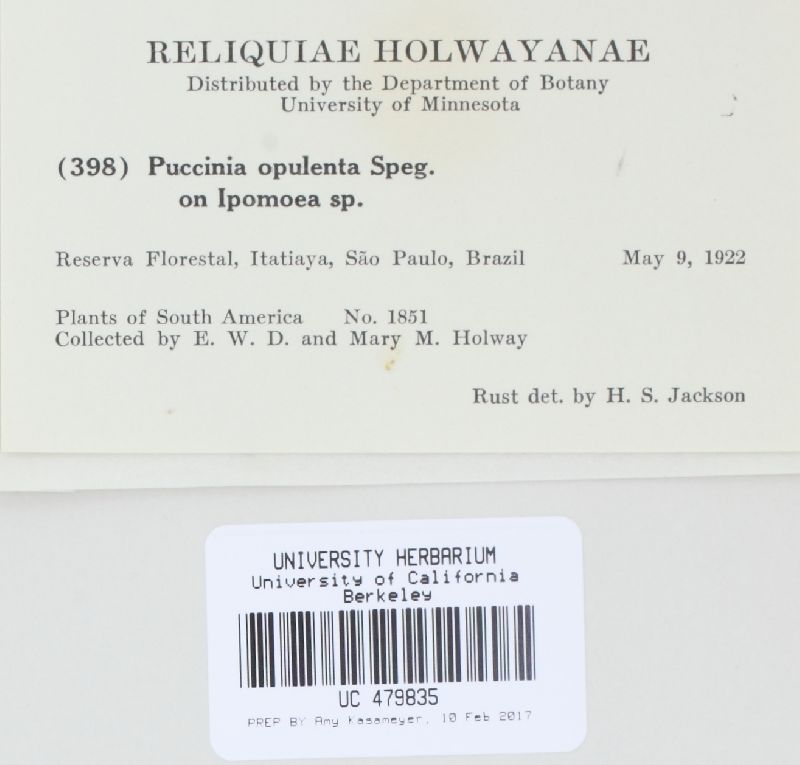 RELIQUIAE HOLWAYANAE
Distributed by the Department of Botany
University of Minnesota
(398) Puccinia opulenta Speg.
on Ipomoea sp.
Reserva Florestal, Itatiaya, São Paulo, Brazil May 9, 1922
Plants of South America No. 1851
Collected by E. W. D. and Mary M. Holway
Rust det. by H. S. Jackson
UNIVERSITY HERBARIUM
University of California
Berkeley
UC 479835
PREP BY Amy Kasameyer, 10 Feb 2017